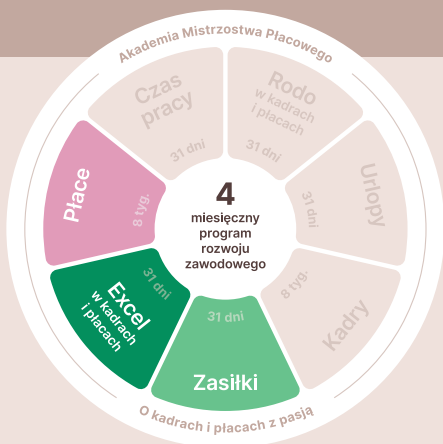 Akademia Mistrzostwa Płacowego
Czas
pracy
31 dni
Rodo
w kadrach
i płacach
31 dni
Urlopy
31 dni
Kadry
8 tyg.
Zasiłki
31 dni
Excel
w kadrach
i płacach
31 dni
Płace
8 tyg.
4
miesięczny
program
rozwoju
zawodowego
O kadrach i płacach z pasją